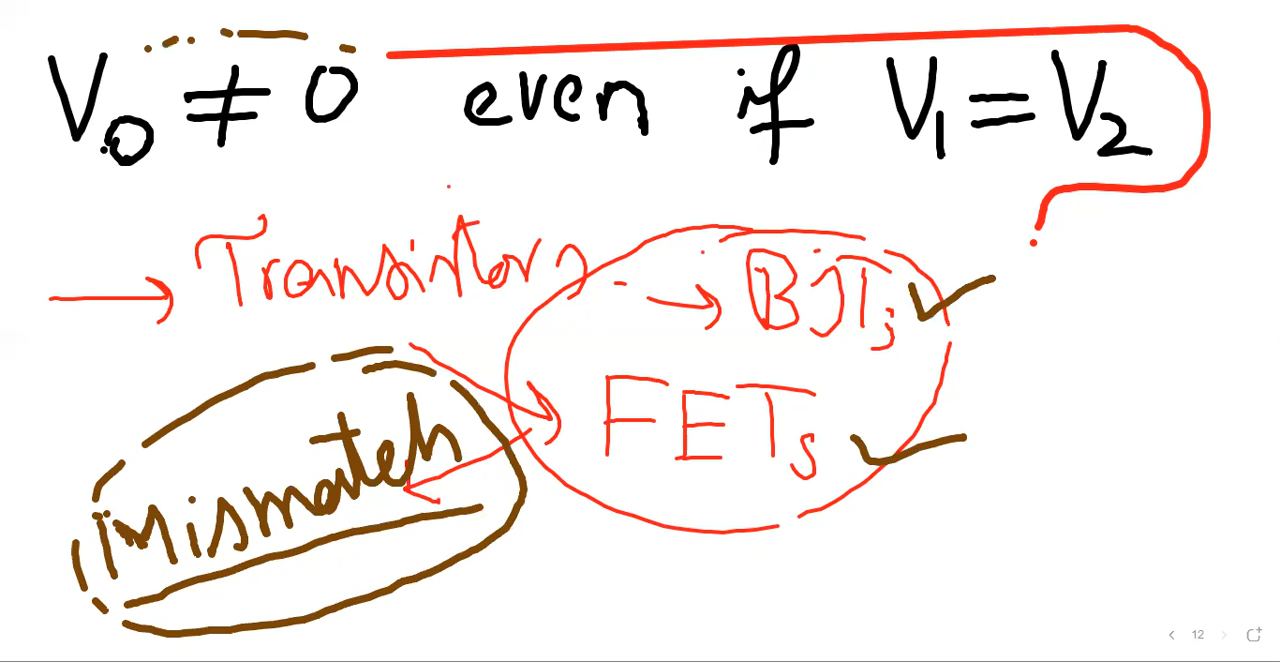 V₀ ≠ 0 even if V₁ = V₂
→ Transistors → BJTs ✓
FETs ✓
Mismatch
12